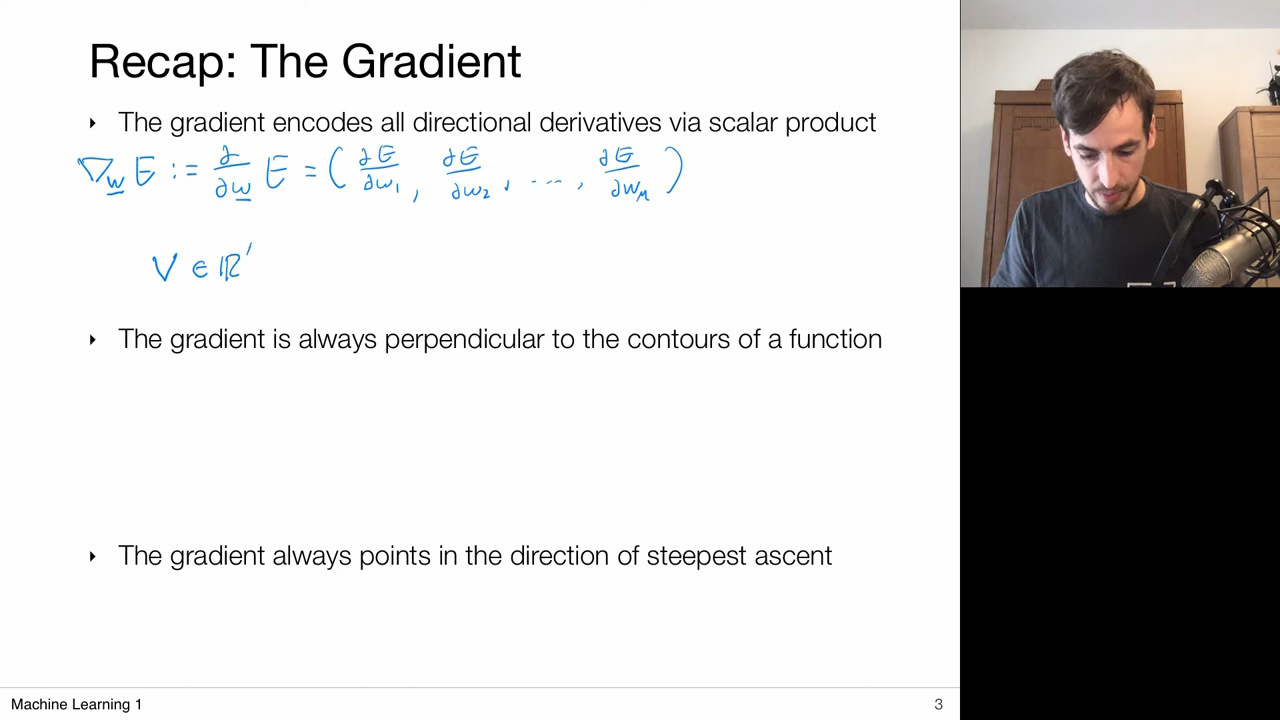 Recap: The Gradient
‣ The gradient encodes all directional derivatives via scalar product
∇_w E := ∂/∂w E = ( ∂E/∂w₁ , ∂E/∂w₂ , ... , ∂E/∂w_M )
V ∈ ℝ'
‣ The gradient is always perpendicular to the contours of a function
‣ The gradient always points in the direction of steepest ascent
Machine Learning 1
3